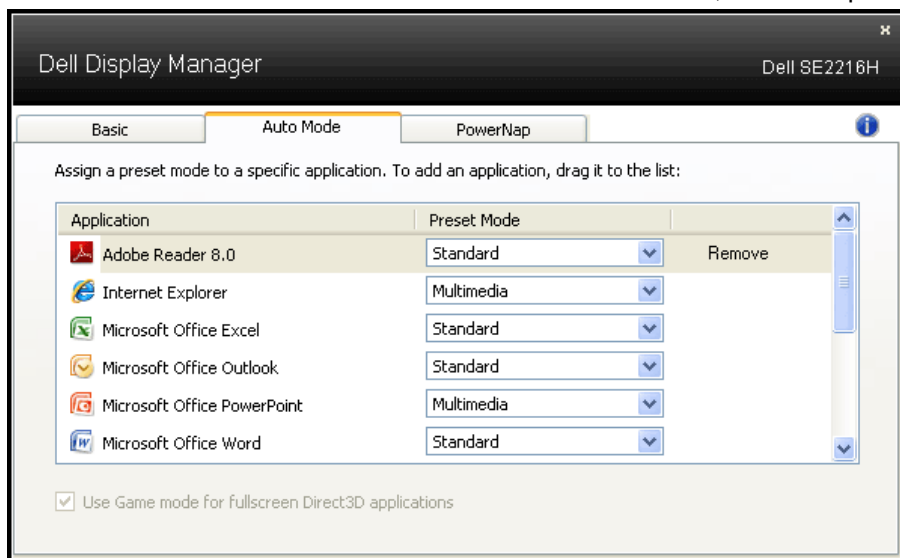 Dell Display Manager
Dell SE2216H
Basic Auto Mode PowerNap
Assign a preset mode to a specific application. To add an application, drag it to the list:
Application Preset Mode
Adobe Reader 8.0 Standard Remove
Internet Explorer Multimedia
Microsoft Office Excel Standard
Microsoft Office Outlook Standard
Microsoft Office PowerPoint Multimedia
Microsoft Office Word Standard
Use Game mode for fullscreen Direct3D applications